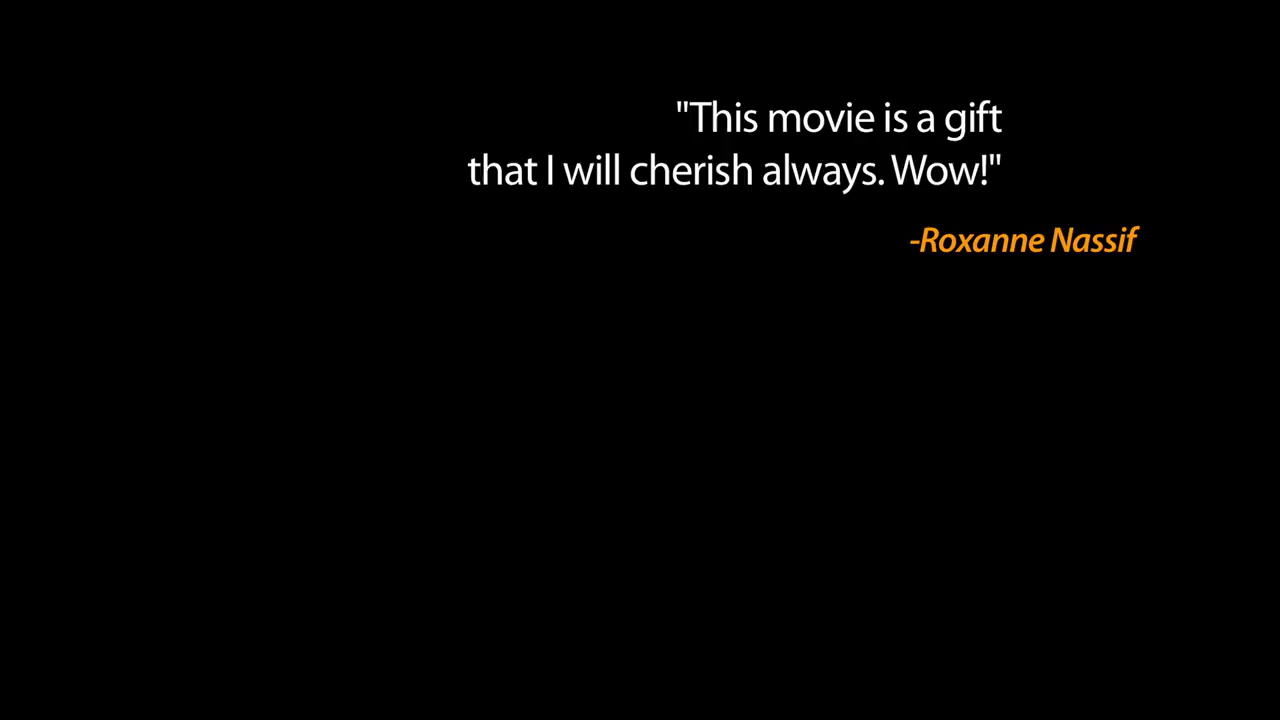 "This movie is a gift
that I will cherish always. Wow!"
-Roxanne Nassif